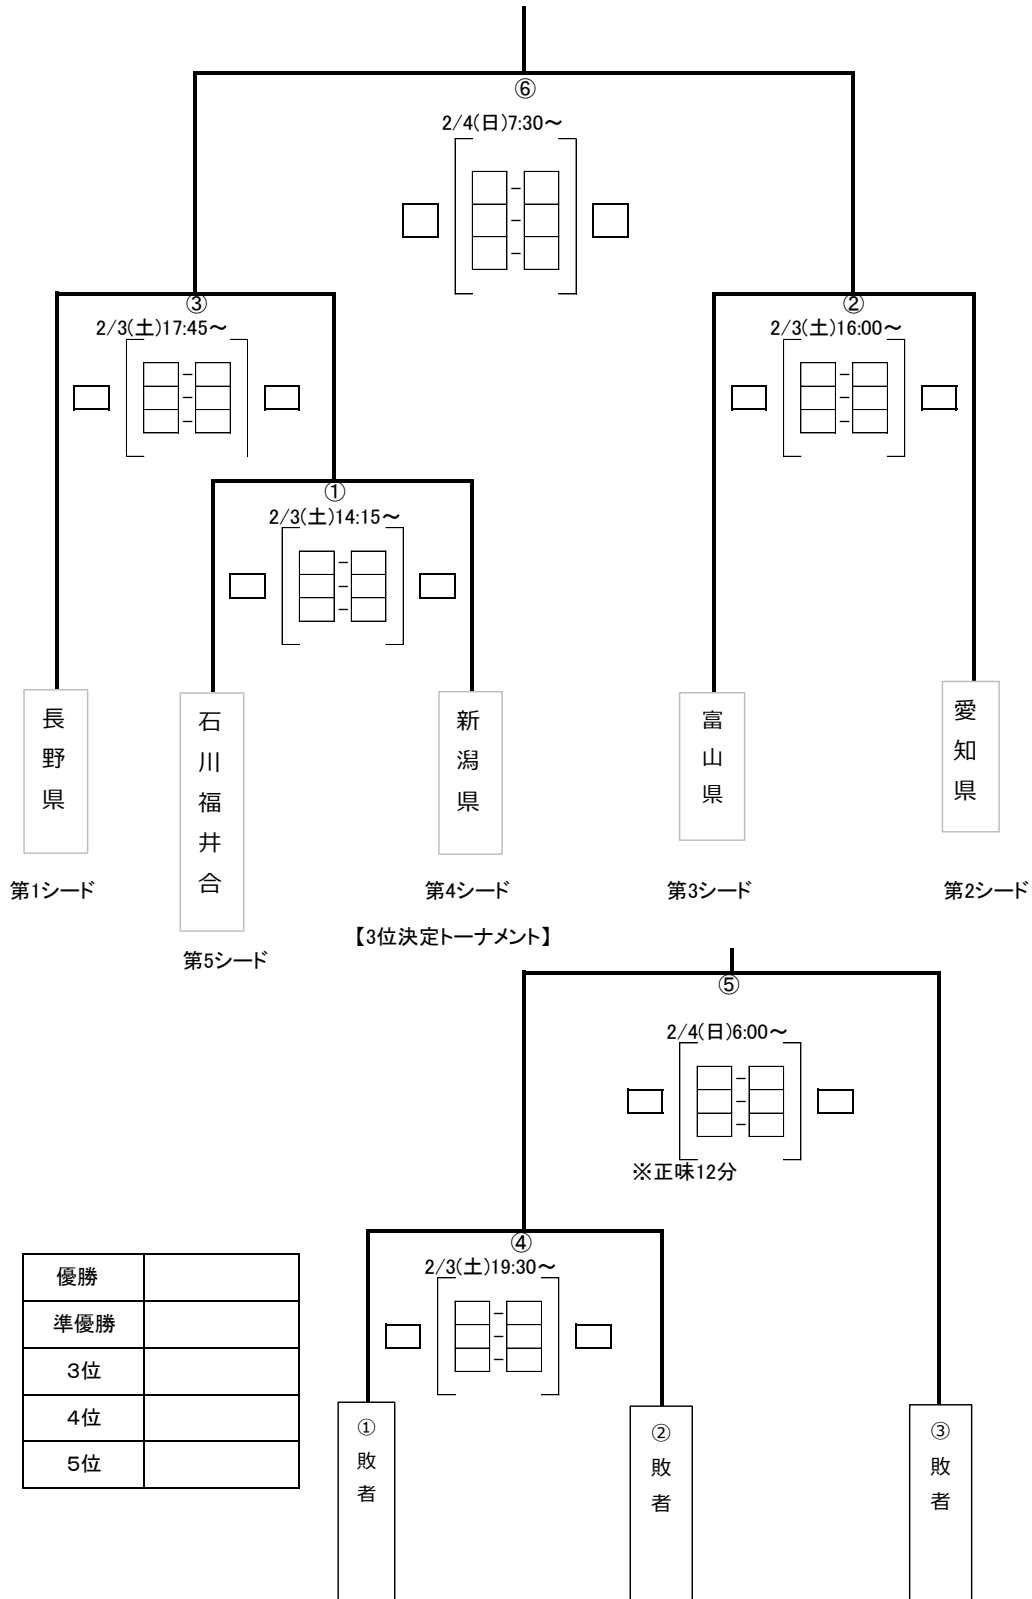 ⑥
2/4(日)7:30～
-
-
-
③
2/3(土)17:45～
-
-
-
②
2/3(土)16:00～
-
-
-
①
2/3(土)14:15～
-
-
-
長野県
石川福井合
新潟県
富山県
愛知県
第1シード
第4シード
第3シード
第2シード
第5シード
【3位決定トーナメント】
⑤
2/4(日)6:00～
-
-
-
※正味12分
④
2/3(土)19:30～
-
-
-
優勝
準優勝
3位
4位
5位
①敗者
②敗者
③敗者